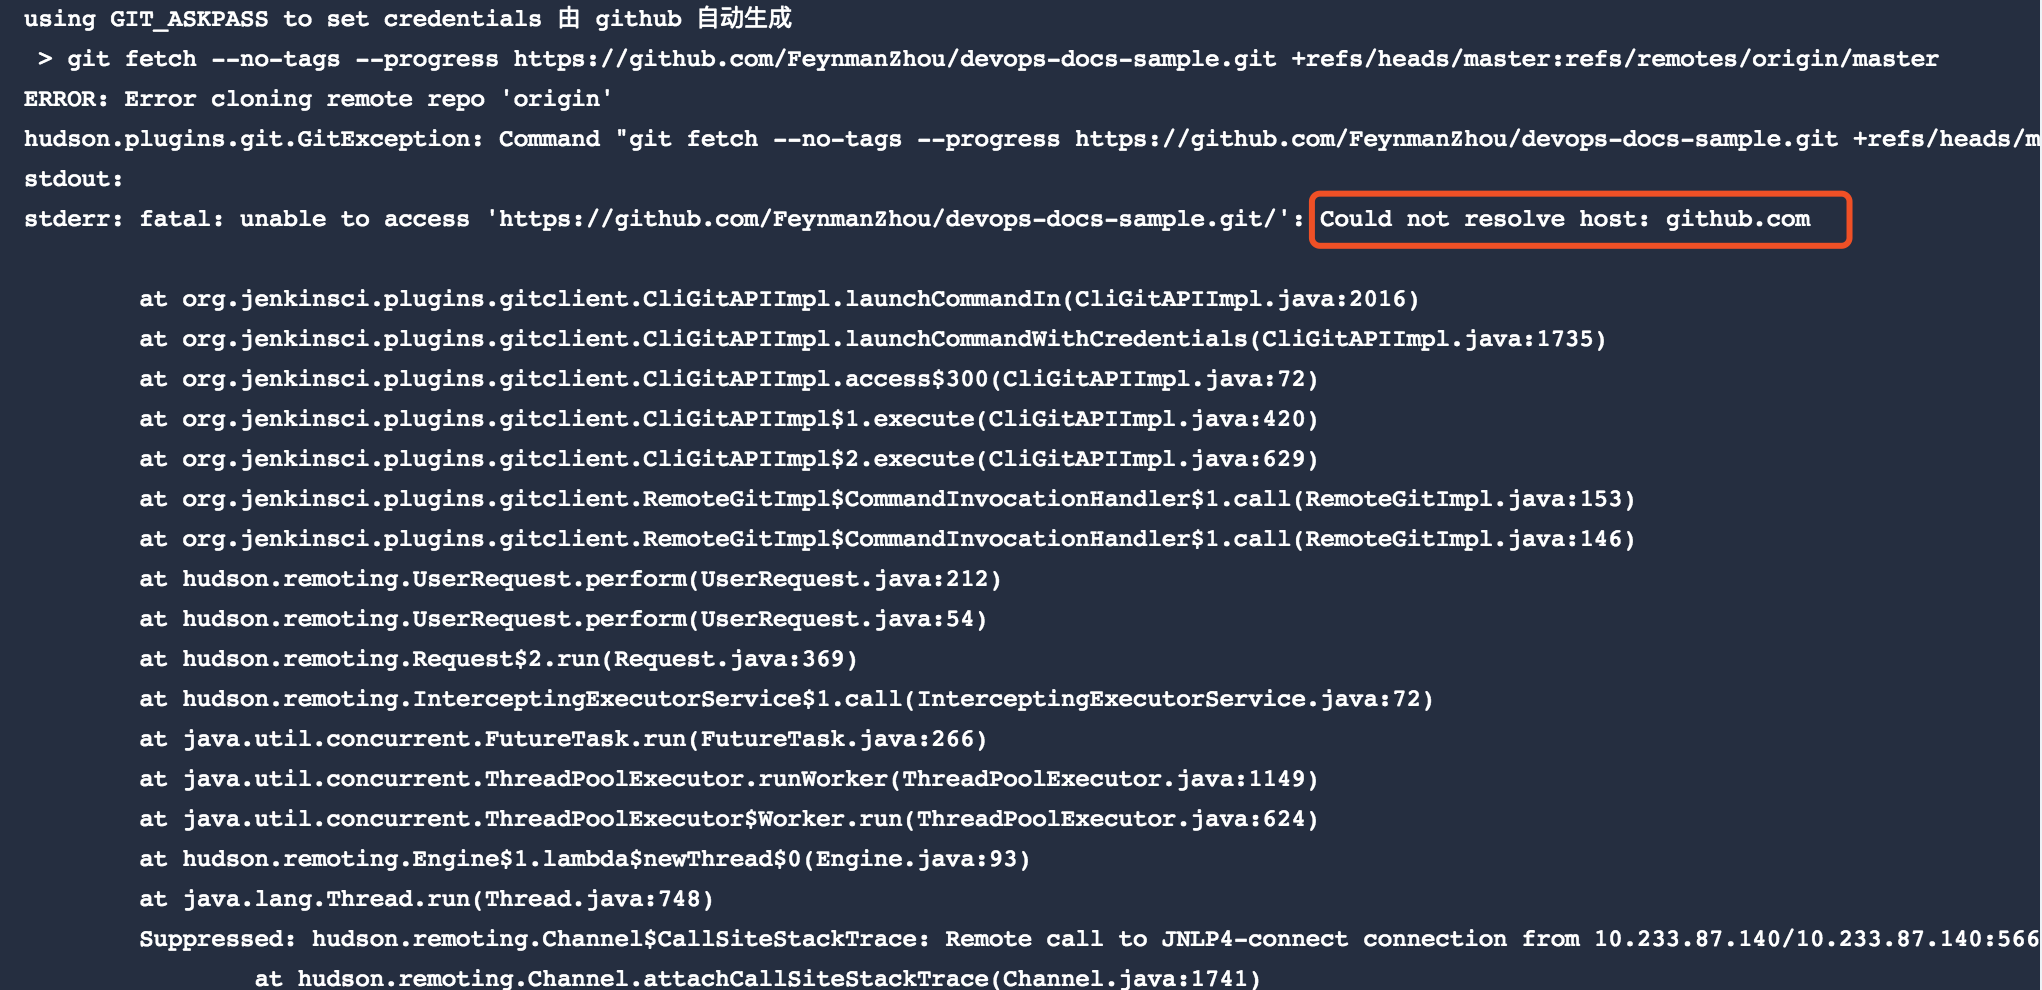 using GIT_ASKPASS to set credentials 由 github 自动生成
 > git fetch --no-tags --progress https://github.com/FeynmanZhou/devops-docs-sample.git +refs/heads/master:refs/remotes/origin/master
ERROR: Error cloning remote repo 'origin'
hudson.plugins.git.GitException: Command "git fetch --no-tags --progress https://github.com/FeynmanZhou/devops-docs-sample.git +refs/heads/m
stdout:
stderr: fatal: unable to access 'https://github.com/FeynmanZhou/devops-docs-sample.git/': Could not resolve host: github.com
at org.jenkinsci.plugins.gitclient.CliGitAPIImpl.launchCommandIn(CliGitAPIImpl.java:2016)
at org.jenkinsci.plugins.gitclient.CliGitAPIImpl.launchCommandWithCredentials(CliGitAPIImpl.java:1735)
at org.jenkinsci.plugins.gitclient.CliGitAPIImpl.access$300(CliGitAPIImpl.java:72)
at org.jenkinsci.plugins.gitclient.CliGitAPIImpl$1.execute(CliGitAPIImpl.java:420)
at org.jenkinsci.plugins.gitclient.CliGitAPIImpl$2.execute(CliGitAPIImpl.java:629)
at org.jenkinsci.plugins.gitclient.RemoteGitImpl$CommandInvocationHandler$1.call(RemoteGitImpl.java:153)
at org.jenkinsci.plugins.gitclient.RemoteGitImpl$CommandInvocationHandler$1.call(RemoteGitImpl.java:146)
at hudson.remoting.UserRequest.perform(UserRequest.java:212)
at hudson.remoting.UserRequest.perform(UserRequest.java:54)
at hudson.remoting.Request$2.run(Request.java:369)
at hudson.remoting.InterceptingExecutorService$1.call(InterceptingExecutorService.java:72)
at java.util.concurrent.FutureTask.run(FutureTask.java:266)
at java.util.concurrent.ThreadPoolExecutor.runWorker(ThreadPoolExecutor.java:1149)
at java.util.concurrent.ThreadPoolExecutor$Worker.run(ThreadPoolExecutor.java:624)
at hudson.remoting.Engine$1.lambda$newThread$0(Engine.java:93)
at java.lang.Thread.run(Thread.java:748)
Suppressed: hudson.remoting.Channel$CallSiteStackTrace: Remote call to JNLP4-connect connection from 10.233.87.140/10.233.87.140:566
at hudson.remoting.Channel.attachCallSiteStackTrace(Channel.java:1741)